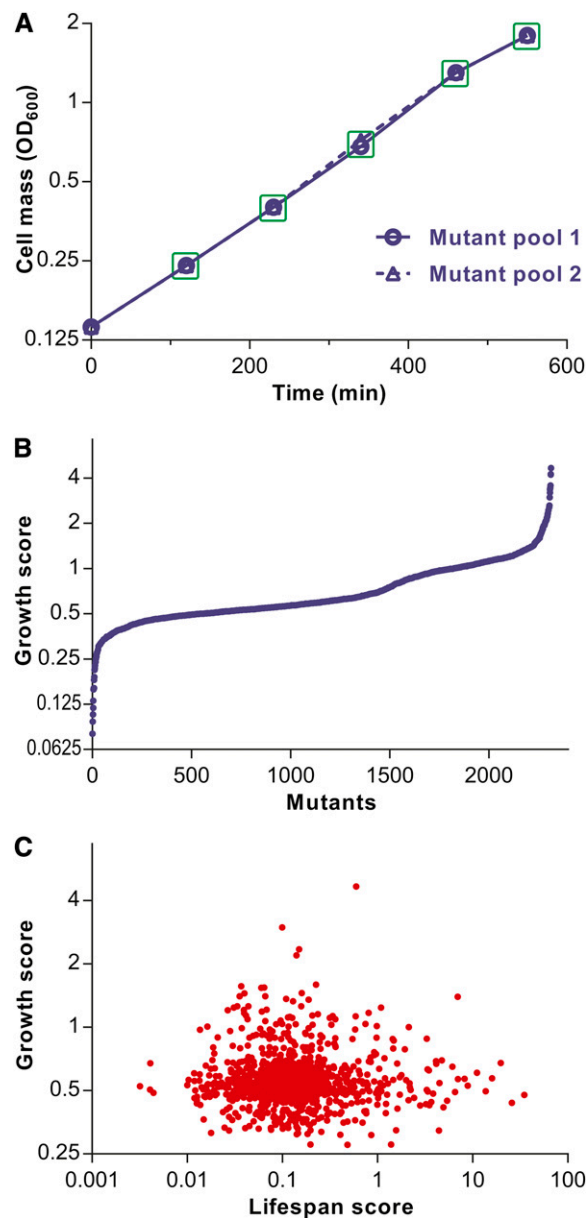 A
2
1
0.5
0.25
0.125
Cell mass (OD600)
Mutant pool 1
Mutant pool 2
0 200 400 600
Time (min)
B
4
2
1
0.5
0.25
0.125
0.0625
Growth score
0 500 1000 1500 2000
Mutants
C
4
2
1
0.5
0.25
Growth score
0.001 0.01 0.1 1 10 100
Lifespan score